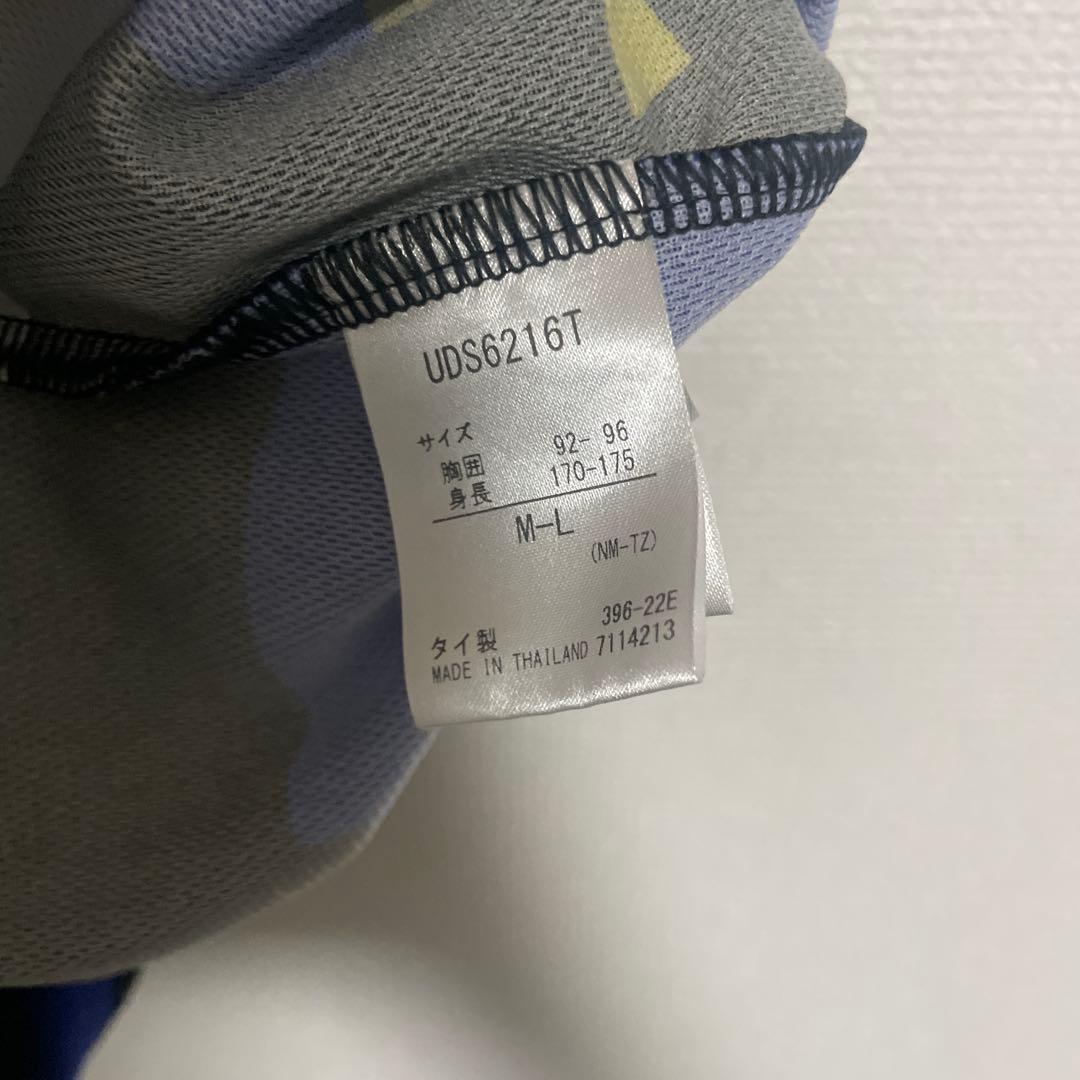 UDS6216T
サイズ
胸囲 92- 96
身長 170-175
M-L
(NM-TZ)
396-22E
タイ製
MADE IN THAILAND 7114213